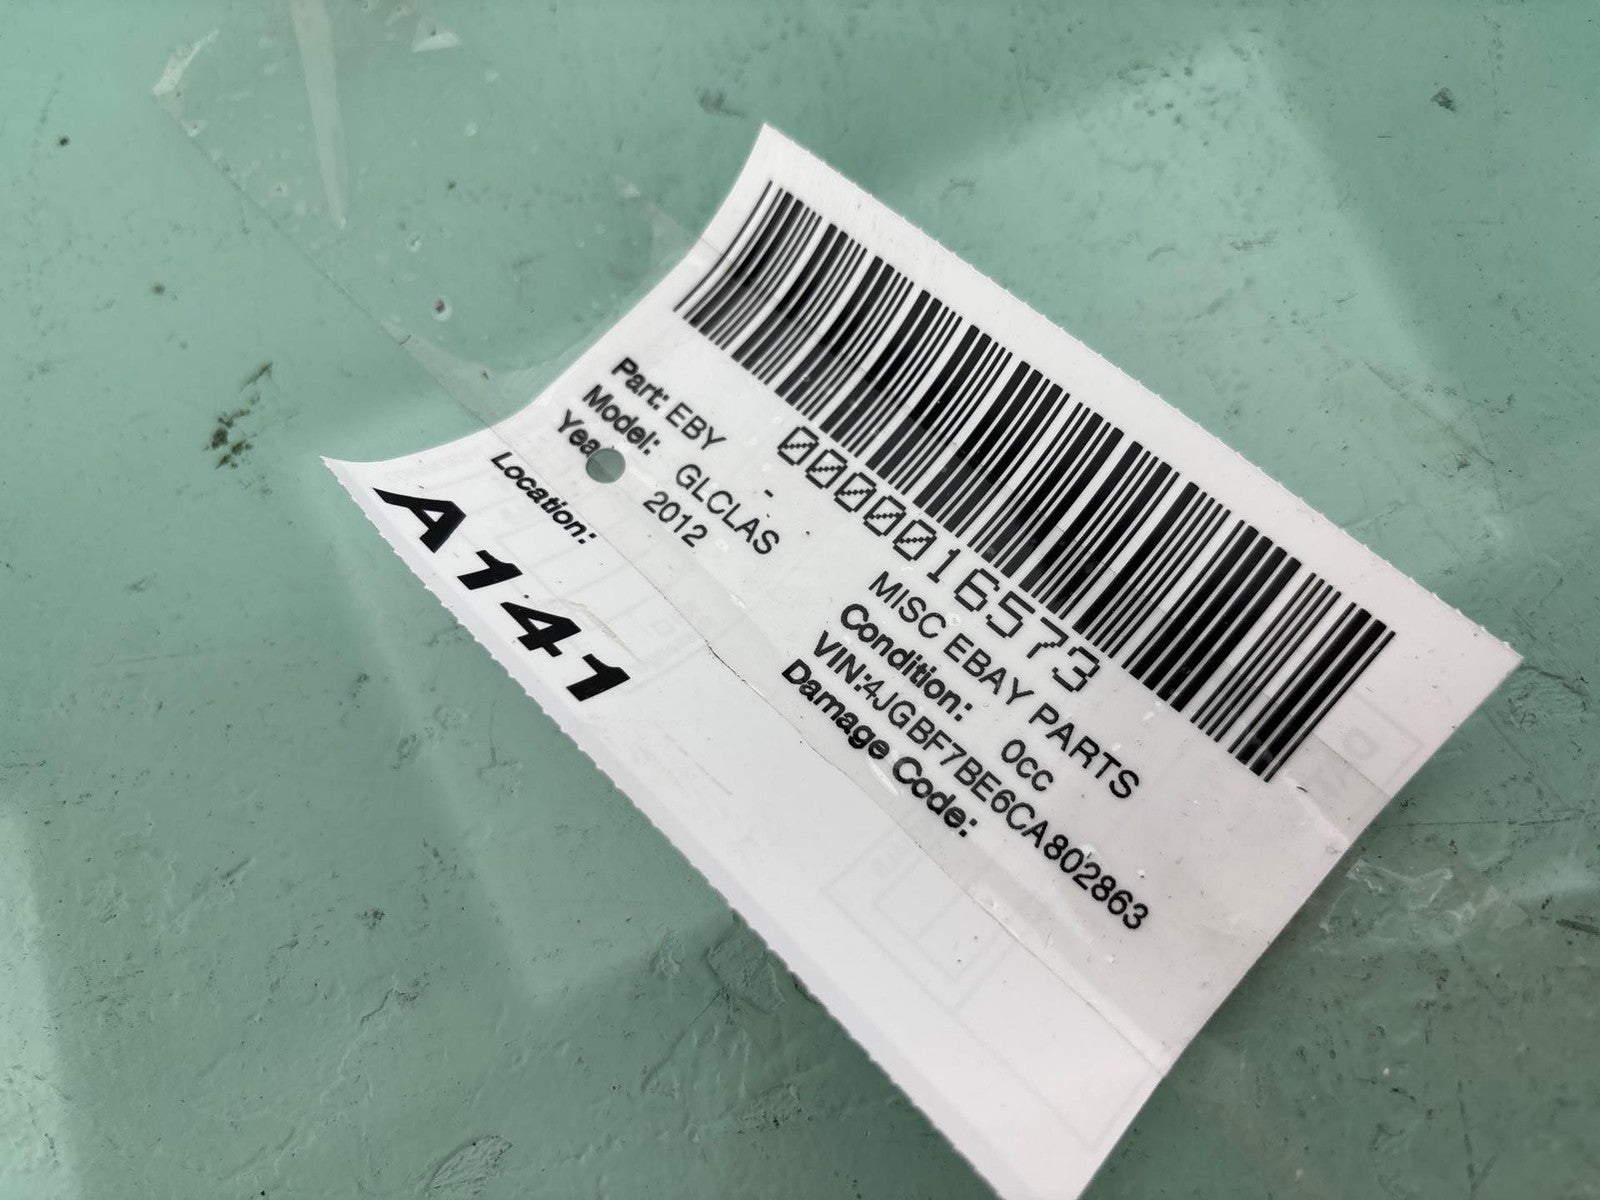 0000016573
Part: EBY - MISC EBAY PARTS
Model: GLCLAS Condition: 0cc
Year 2012 VIN:4JGBF7BE6CA802863
Damage Code:
Location:
A141